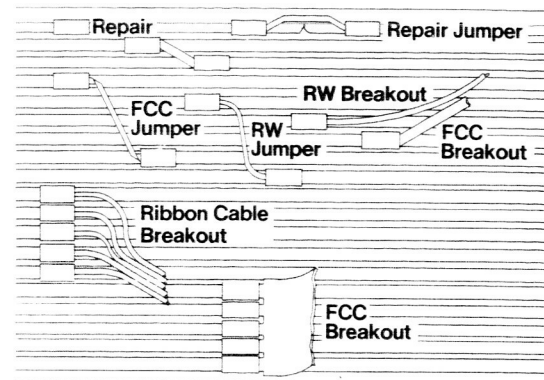 Repair
Repair Jumper
RW Breakout
FCC
Jumper
RW
Jumper
FCC
Breakout
Ribbon Cable
Breakout
FCC
Breakout